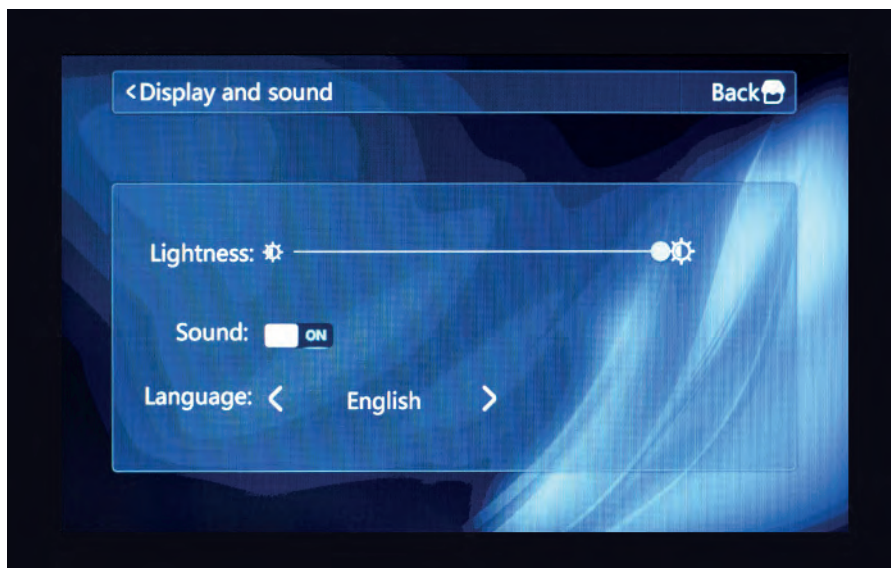 <Display and sound Back
Lightness:
Sound: ON
Language: < English >